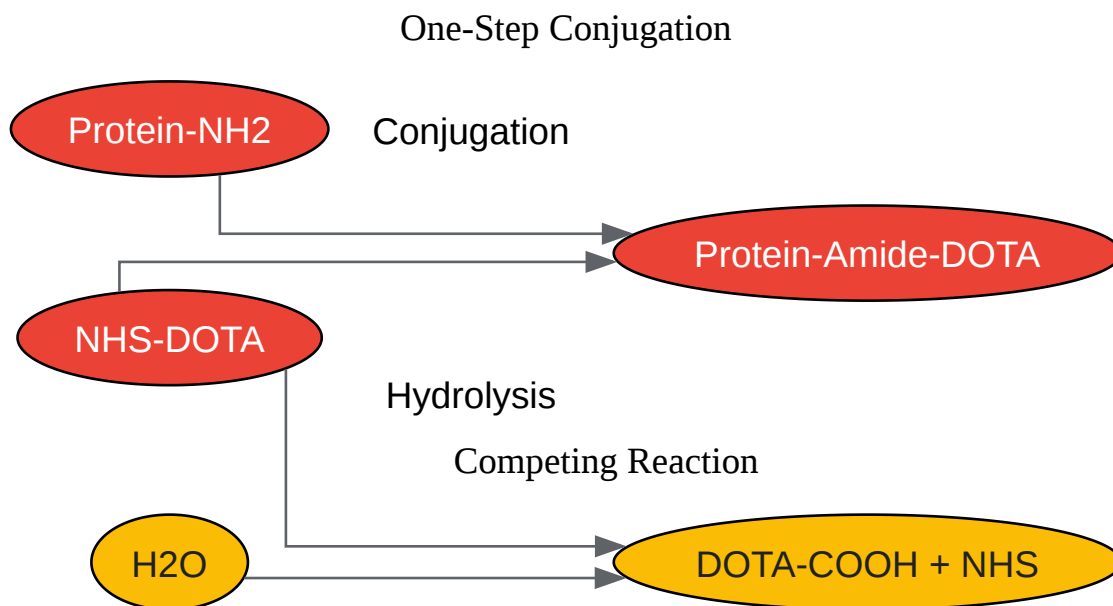 One-Step Conjugation
Protein-NH2
Conjugation
Protein-Amide-DOTA
NHS-DOTA
Hydrolysis
Competing Reaction
H2O
DOTA-COOH + NHS